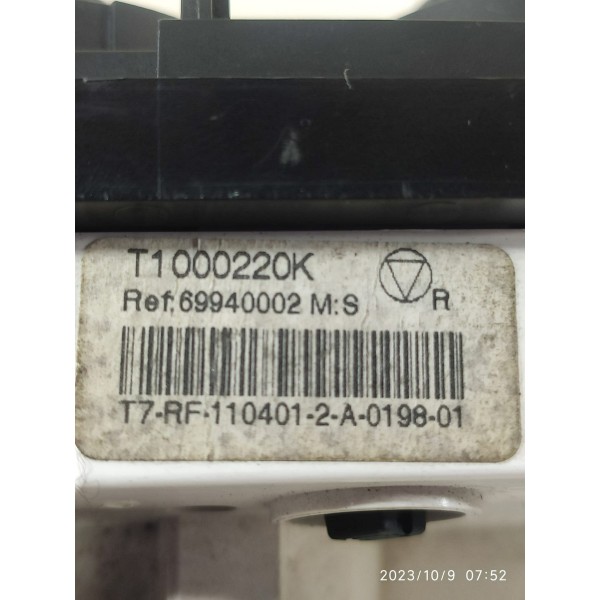 T1000220K
Ref:69940002 M:S
R
T7-RF-110401-2-A-0198-01
2023/10/9 07:52